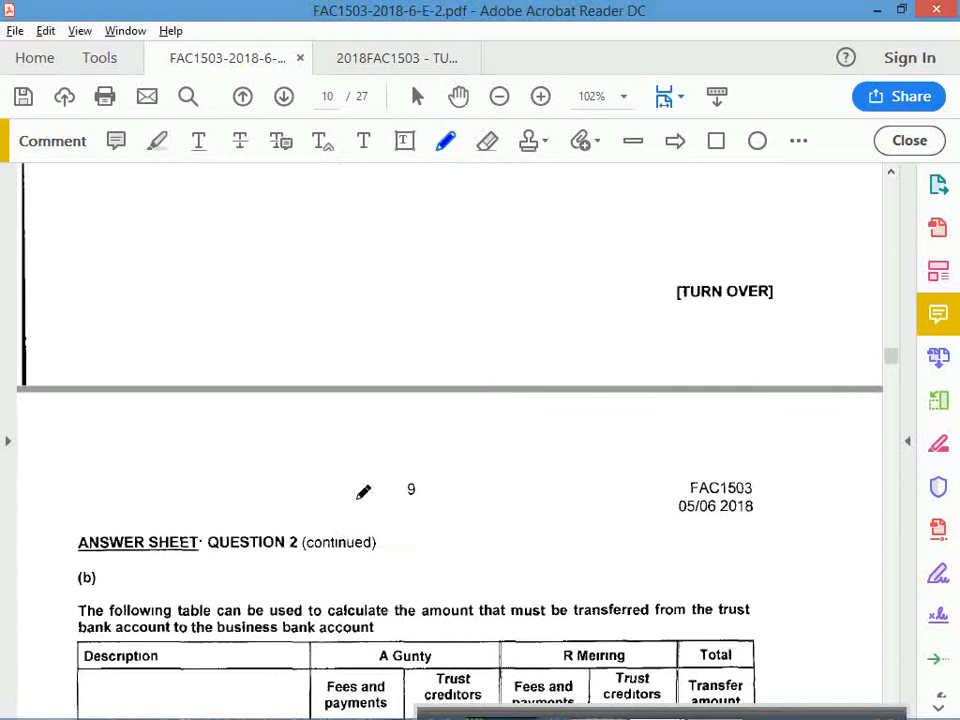 FAC1503-2018-6-E-2.pdf - Adobe Acrobat Reader DC
File Edit View Window Help
Home Tools FAC1503-2018-6-... × 2018FAC1503 - TU... ? Sign In
10 / 27 102% Share
Comment T T T T T ... Close
[TURN OVER]
9 FAC1503
05/06 2018
ANSWER SHEET· QUESTION 2 (continued)
(b)
The following table can be used to calculate the amount that must be transferred from the trust
bank account to the business bank account
Description A Gunty R Meiring Total
Fees and payments Trust creditors Fees and payments Trust creditors Transfer amount